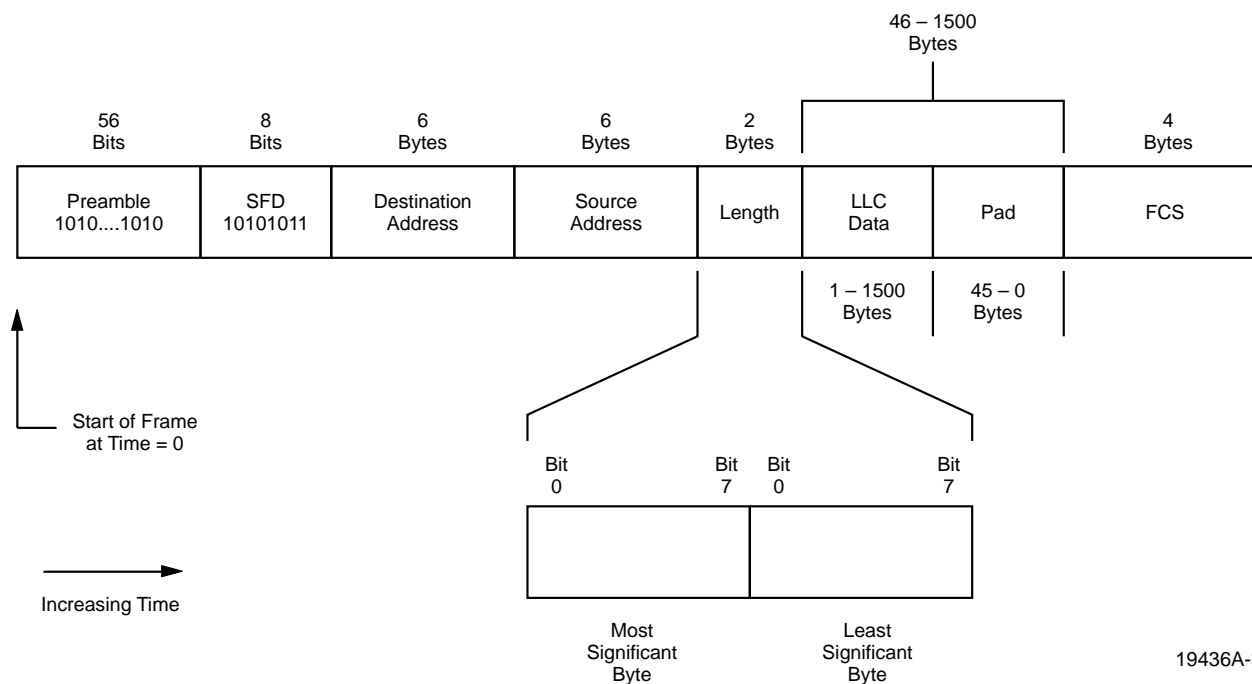 46 – 1500
Bytes
56
Bits
8
Bits
6
Bytes
6
Bytes
2
Bytes
4
Bytes
Preamble
1010....1010
SFD
10101011
Destination
Address
Source
Address
Length
LLC
Data
Pad
FCS
1 – 1500
Bytes
45 – 0
Bytes
Start of Frame
at Time = 0
Bit
0
Bit
7
Bit
0
Bit
7
Increasing Time
Most
Significant
Byte
Least
Significant
Byte
19436A-